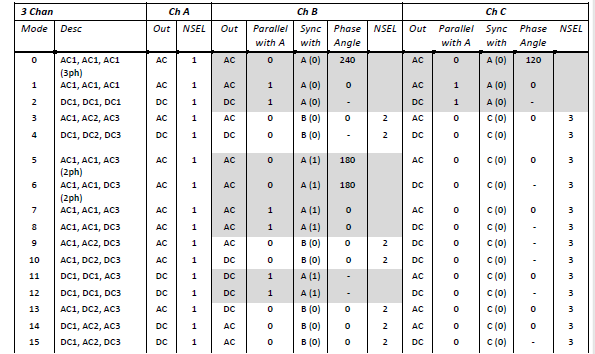 3 Chan Ch A Ch B Ch C
Mode Desc Out NSEL Out Parallel with A Sync with Phase Angle NSEL Out Parallel with A Sync with Phase Angle NSEL
0 AC1, AC1, AC1 (3ph) AC 1 AC 0 A (0) 240 AC 0 A (0) 120
1 AC1, AC1, AC1 AC 1 AC 1 A (0) 0 AC 1 A (0) 0
2 DC1, DC1, DC1 DC 1 DC 1 A (0) - DC 1 A (0) -
3 AC1, AC2, AC3 AC 1 AC 0 B (0) 0 2 AC 0 C (0) 0 3
4 DC1, DC2, DC3 DC 1 DC 0 B (0) - 2 DC 0 C (0) 3
5 AC1, AC1, AC3 (2ph) AC 1 AC 0 A (1) 180 AC 0 C (0) 0 3
6 AC1, AC1, DC3 (2ph) AC 1 AC 0 A (1) 180 DC 0 C (0) - 3
7 AC1, AC1, AC3 AC 1 AC 1 A (1) 0 AC 0 C (0) 0 3
8 AC1, AC1, DC3 AC 1 AC 1 A (1) 0 DC 0 C (0) - 3
9 AC1, AC2, DC3 AC 1 AC 0 B (0) 0 2 DC 0 C (0) - 3
10 AC1, DC2, DC3 AC 1 DC 0 B (0) 0 2 DC 0 C (0) - 3
11 DC1, DC1, AC3 DC 1 DC 1 A (1) - AC 0 C (0) 0 3
12 DC1, DC1, DC3 DC 1 DC 1 A (1) - DC 0 C (0) - 3
13 AC1, DC2, AC3 AC 1 DC 0 B (0) 0 2 AC 0 C (0) 0 3
14 DC1, AC2, AC3 DC 1 AC 0 B (0) 0 2 AC 0 C (0) 0 3
15 DC1, AC2, DC3 DC 1 AC 0 B (0) 0 2 DC 0 C (0) - 3